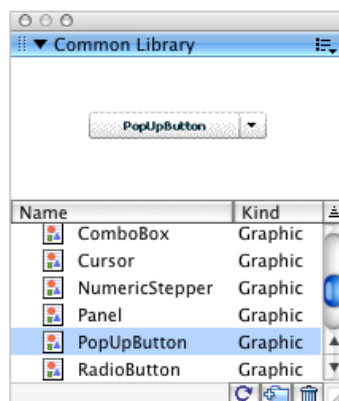 Common Library
PopUpButton
Name Kind
ComboBox Graphic
Cursor Graphic
NumericStepper Graphic
Panel Graphic
PopUpButton Graphic
RadioButton Graphic